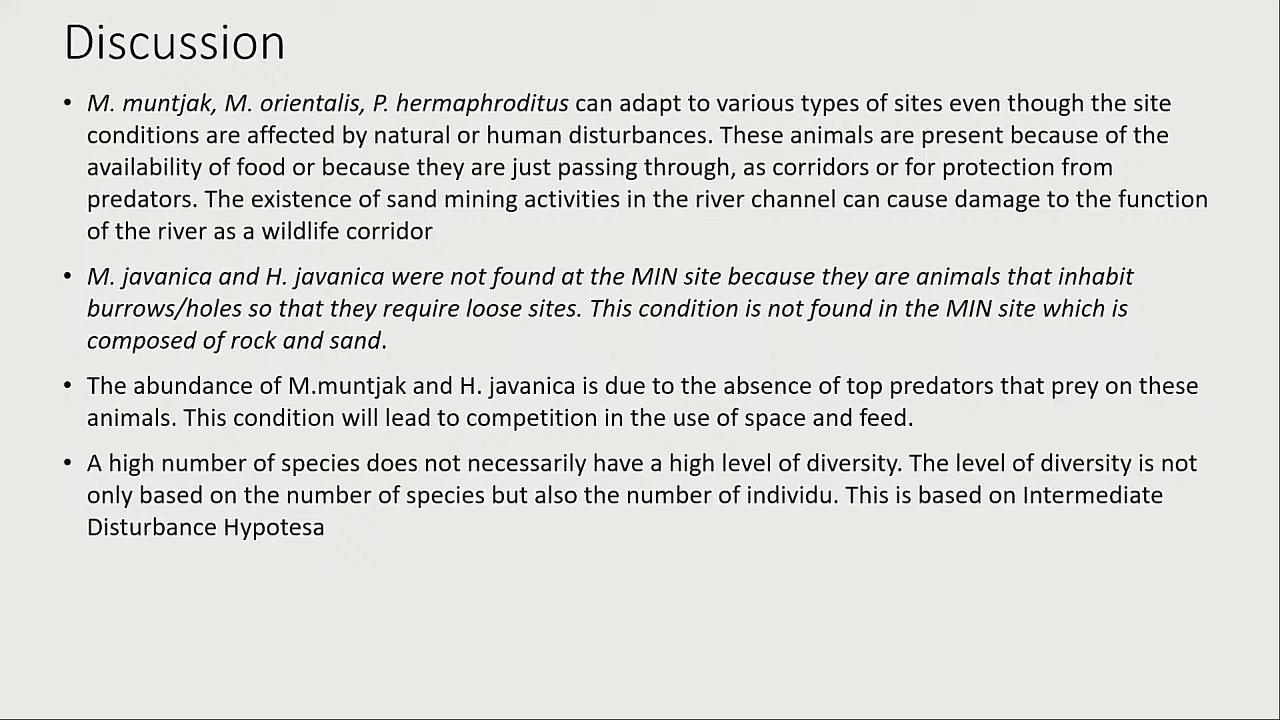 Discussion
• M. muntjak, M. orientalis, P. hermaphroditus can adapt to various types of sites even though the site
conditions are affected by natural or human disturbances. These animals are present because of the
availability of food or because they are just passing through, as corridors or for protection from
predators. The existence of sand mining activities in the river channel can cause damage to the function
of the river as a wildlife corridor
• M. javanica and H. javanica were not found at the MIN site because they are animals that inhabit
burrows/holes so that they require loose sites. This condition is not found in the MIN site which is
composed of rock and sand.
• The abundance of M.muntjak and H. javanica is due to the absence of top predators that prey on these
animals. This condition will lead to competition in the use of space and feed.
• A high number of species does not necessarily have a high level of diversity. The level of diversity is not
only based on the number of species but also the number of individu. This is based on Intermediate
Disturbance Hypotesa